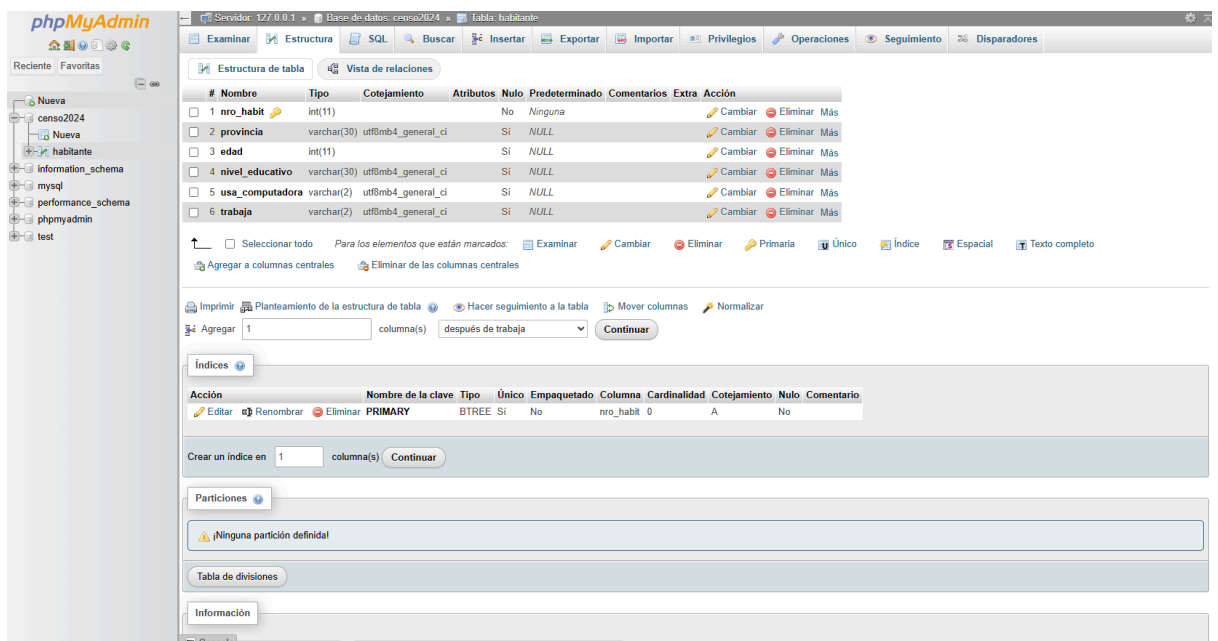 phpMyAdmin
Reciente Favoritas
Nueva
censo2024
Nueva
habitante
information_schema
mysql
performance_schema
phpmyadmin
test
Servidor: 127.0.0.1 » Base de datos: censo2024 » Tabla: habitante
Examinar Estructura SQL Buscar Insertar Exportar Importar Privilegios Operaciones Seguimiento Disparadores
Estructura de tabla Vista de relaciones
# Nombre Tipo Cotejamiento Atributos Nulo Predeterminado Comentarios Extra Acción
1 nro_habit int(11) No Ninguna Cambiar Eliminar Más
2 provincia varchar(30) utf8mb4_general_ci Sí NULL Cambiar Eliminar Más
3 edad int(11) Sí NULL Cambiar Eliminar Más
4 nivel_educativo varchar(30) utf8mb4_general_ci Sí NULL Cambiar Eliminar Más
5 usa_computadora varchar(2) utf8mb4_general_ci Sí NULL Cambiar Eliminar Más
6 trabaja varchar(2) utf8mb4_general_ci Sí NULL Cambiar Eliminar Más
Seleccionar todo Para los elementos que están marcados: Examinar Cambiar Eliminar Primaria Único Índice Espacial Texto completo
Agregar a columnas centrales Eliminar de las columnas centrales
Imprimir Planteamiento de la estructura de tabla Hacer seguimiento a la tabla Mover columnas Normalizar
Agregar 1 columna(s) después de trabaja Continuar
Índices
Acción Nombre de la clave Tipo Único Empaquetado Columna Cardinalidad Cotejamiento Nulo Comentario
Editar Renombrar Eliminar PRIMARY BTREE Sí No nro_habit 0 A No
Crear un índice en 1 columna(s) Continuar
Particiones
¡Ninguna partición definida!
Tabla de divisiones
Información